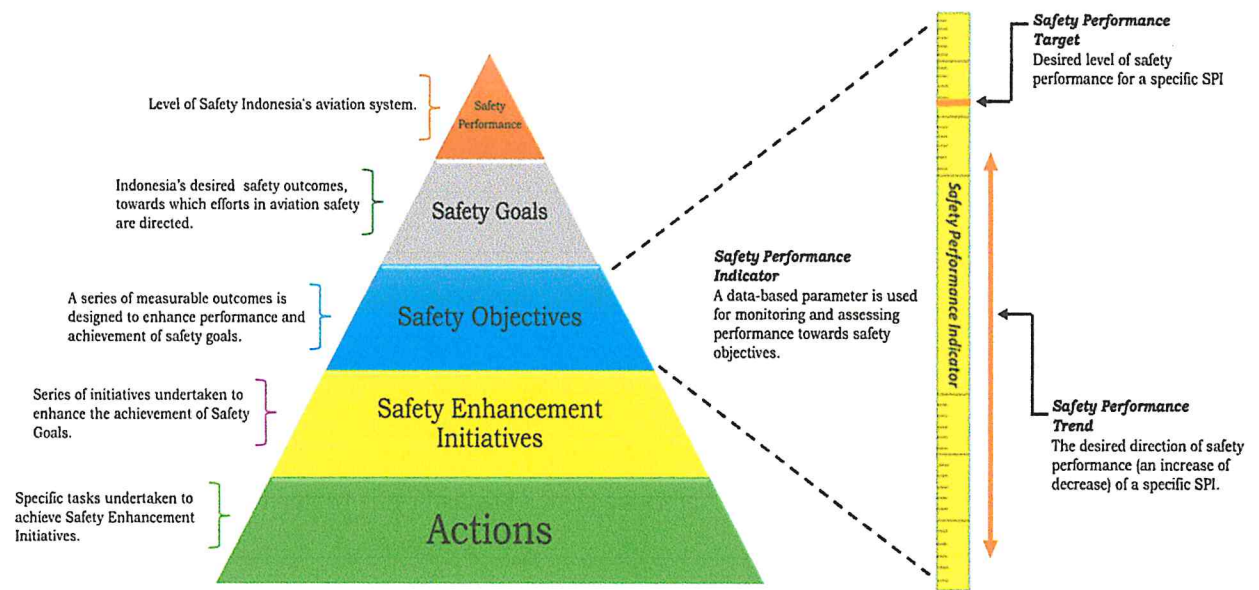 Level of Safety Indonesia's aviation system.
Safety
Performance
Indonesia's desired safety outcomes,
towards which efforts in aviation safety
are directed.
Safety Goals
A series of measurable outcomes is
designed to enhance performance and
achievement of safety goals.
Safety Objectives
Series of initiatives undertaken to
enhance the achievement of Safety
Goals.
Safety Enhancement
Initiatives
Specific tasks undertaken to
achieve Safety Enhancement
Initiatives.
Actions
Safety Performance
Indicator
A data-based parameter is used
for monitoring and assessing
performance towards safety
objectives.
Safety Performance Indicator
Safety Performance
Target
Desired level of safety
performance for a specific SPI
Safety Performance
Trend
The desired direction of safety
performance (an increase of
decrease) of a specific SPI.